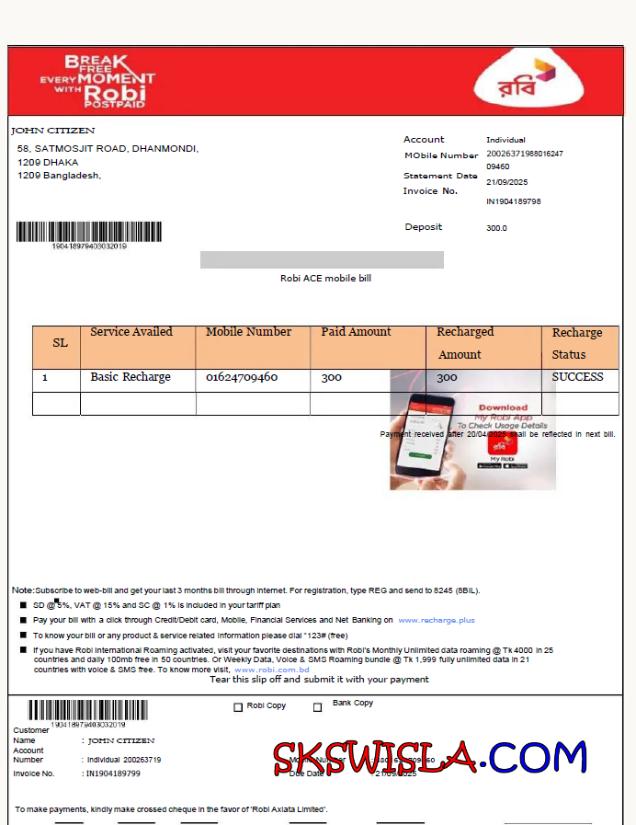 BREAK
FREE
EVERY MOMENT
WITH Robi
POSTPAID
রবি
JOHN CITIZEN
58, SATMOSJIT ROAD, DHANMONDI,
1209 DHAKA
1209 Bangladesh,
Account Individual
MObile Number 20026371988016247
09460
Statement Date 21/09/2025
Invoice No. IN1904189798
Deposit 300.0
190418979403032019
Robi ACE mobile bill
SL Service Availed Mobile Number Paid Amount Recharged Amount Recharge Status
1 Basic Recharge 01624709460 300 300 SUCCESS
Download
My Robi App
To Check Usage Details
Payment received after 20/04/2025 shall be reflected in next bill.
রবি
My Robi
Note:Subscribe to web-bill and get your last 3 months bill through internet. For registration, type REG and send to 8245 (8BIL).
SD @ 5%, VAT @ 15% and SC @ 1% is included in your tariff plan
Pay your bill with a click through Credit/Debit card, Mobile, Financial Services and Net Banking on www.recharge.plus
To know your bill or any product & service related information please dial *123# (free)
If you have Robi International Roaming activated, visit your favorite destinations with Robi's Monthly Unlimited data roaming @ Tk 4000 in 25
countries and daily 100mb free in 50 countries. Or Weekly Data, Voice & SMS Roaming bundle @ Tk 1,999 fully unlimited data in 21
countries with voice & SMS free. To know more visit, www.robi.com.bd
Tear this slip off and submit it with your payment
Robi Copy Bank Copy
190418979403032019
Customer
Name : JOHN CITIZEN
Account
Number : Individual 200263719
Invoice No. : IN1904189799
Due Date : 21/09/2025
SKSWISLA.COM
To make payments, kindly make crossed cheque in the favor of 'Robi Axiata Limited'.